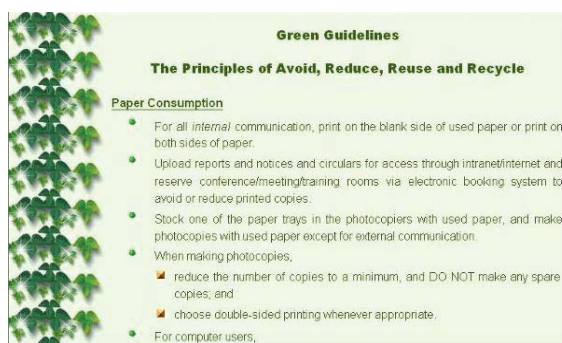 Green Guidelines
The Principles of Avoid, Reduce, Reuse and Recycle
Paper Consumption
For all internal communication, print on the blank side of used paper or print on
both sides of paper.
Upload reports and notices and circulars for access through intranet/internet and
reserve conference/meeting/training rooms via electronic booking system to
avoid or reduce printed copies.
Stock one of the paper trays in the photocopiers with used paper, and make
photocopies with used paper except for external communication.
When making photocopies,
reduce the number of copies to a minimum, and DO NOT make any spare
copies; and
choose double-sided printing whenever appropriate.
For computer users,